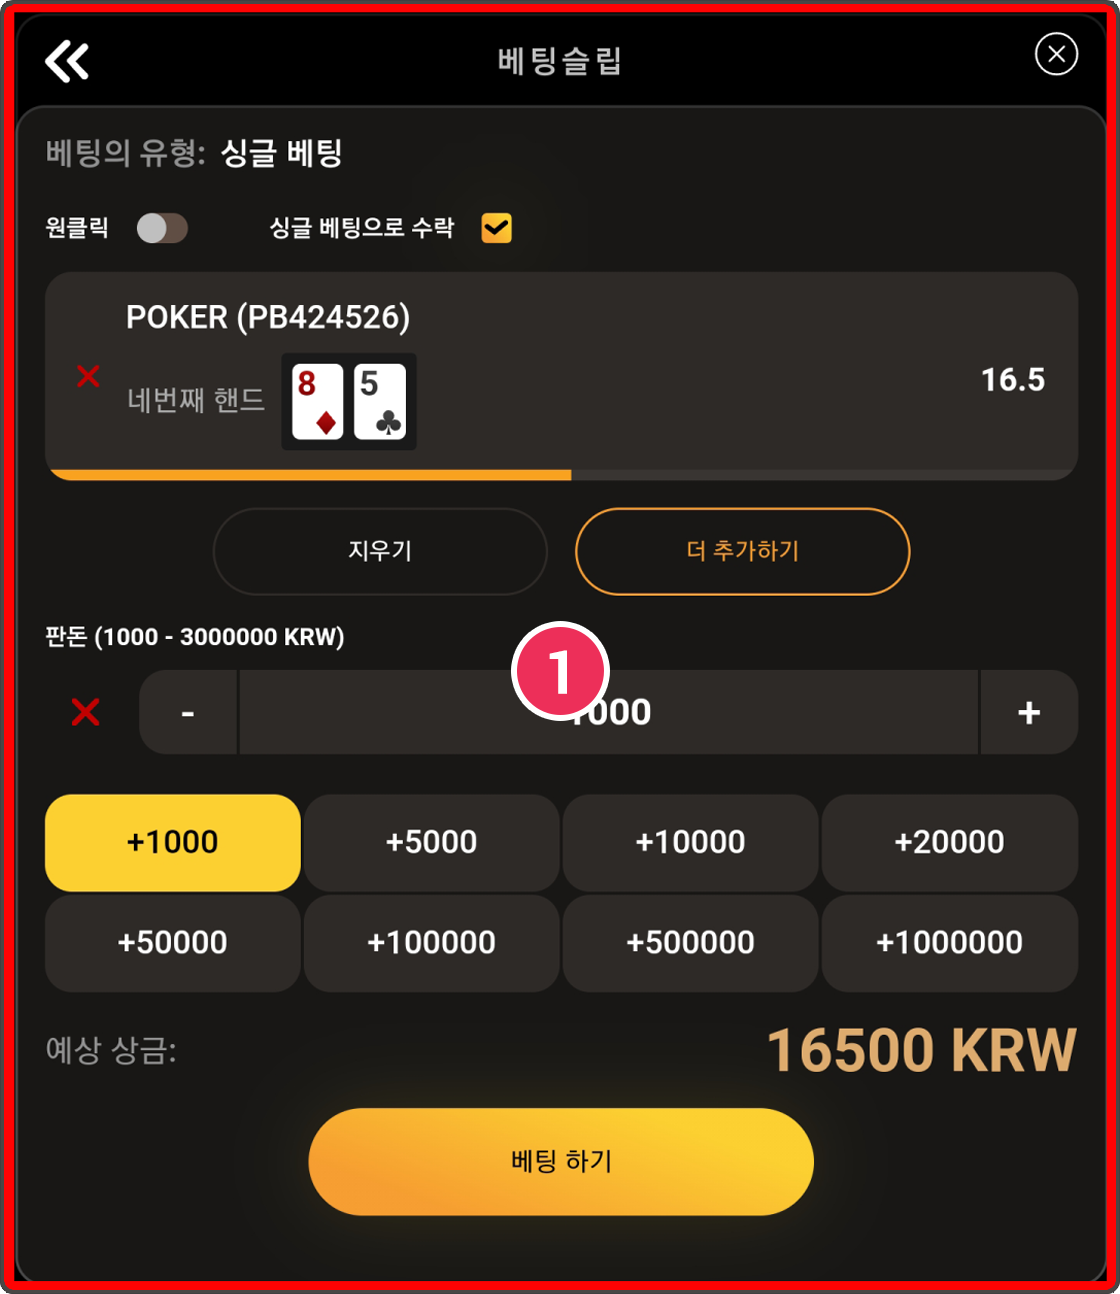 베팅슬립
베팅의 유형: 싱글 베팅
원클릭 싱글 베팅으로 수락
POKER (PB424526)
네번째 핸드 8 5 16.5
지우기 더 추가하기
판돈 (1000 - 3000000 KRW)
1
- 1000 +
+1000 +5000 +10000 +20000
+50000 +100000 +500000 +1000000
예상 상금: 16500 KRW
베팅 하기